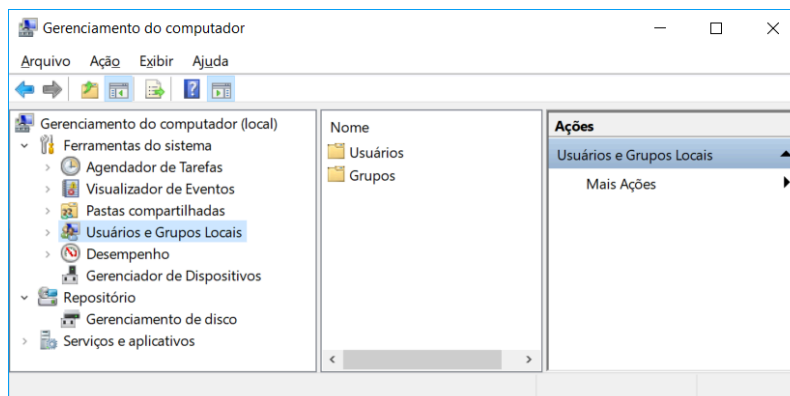 Gerenciamento do computador
Arquivo Ação Exibir Ajuda
Gerenciamento do computador (local)
Ferramentas do sistema
Agendador de Tarefas
Visualizador de Eventos
Pastas compartilhadas
Usuários e Grupos Locais
Desempenho
Gerenciador de Dispositivos
Repositório
Gerenciamento de disco
Serviços e aplicativos
Nome
Usuários
Grupos
Ações
Usuários e Grupos Locais
Mais Ações